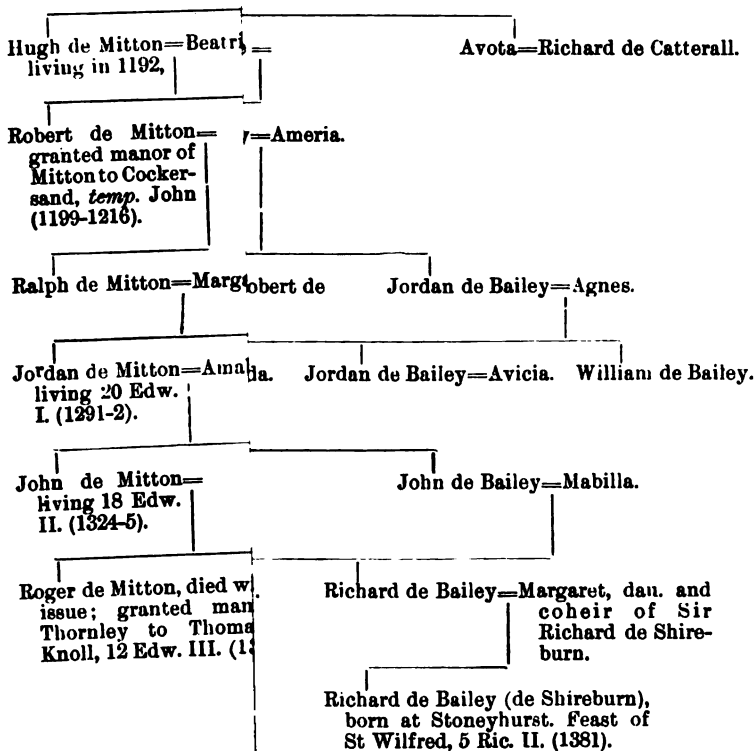 Hugh de Mitton=Beatri =
living in 1192,
Avota=Richard de Catterall.
Robert de Mitton= =Ameria.
granted manor of
Mitton to Cocker-
sand, temp. John
(1199-1216).
Ralph de Mitton=Marg obert de
Jordan de Bailey=Agnes.
Jordan de Mitton=Ama da.
living 20 Edw.
I. (1291-2).
Jordan de Bailey=Avicia.
William de Bailey.
John de Mitton=
living 18 Edw.
II. (1324-5).
John de Bailey=Mabilla.
Roger de Mitton, died w
issue; granted man
Thornley to Thoma
Knoll, 12 Edw. III. (1
Richard de Bailey=Margaret, dau. and
coheir of Sir
Richard de Shire-
burn.
Richard de Bailey (de Shireburn),
born at Stoneyhurst. Feast of
St Wilfred, 5 Ric. II. (1381).